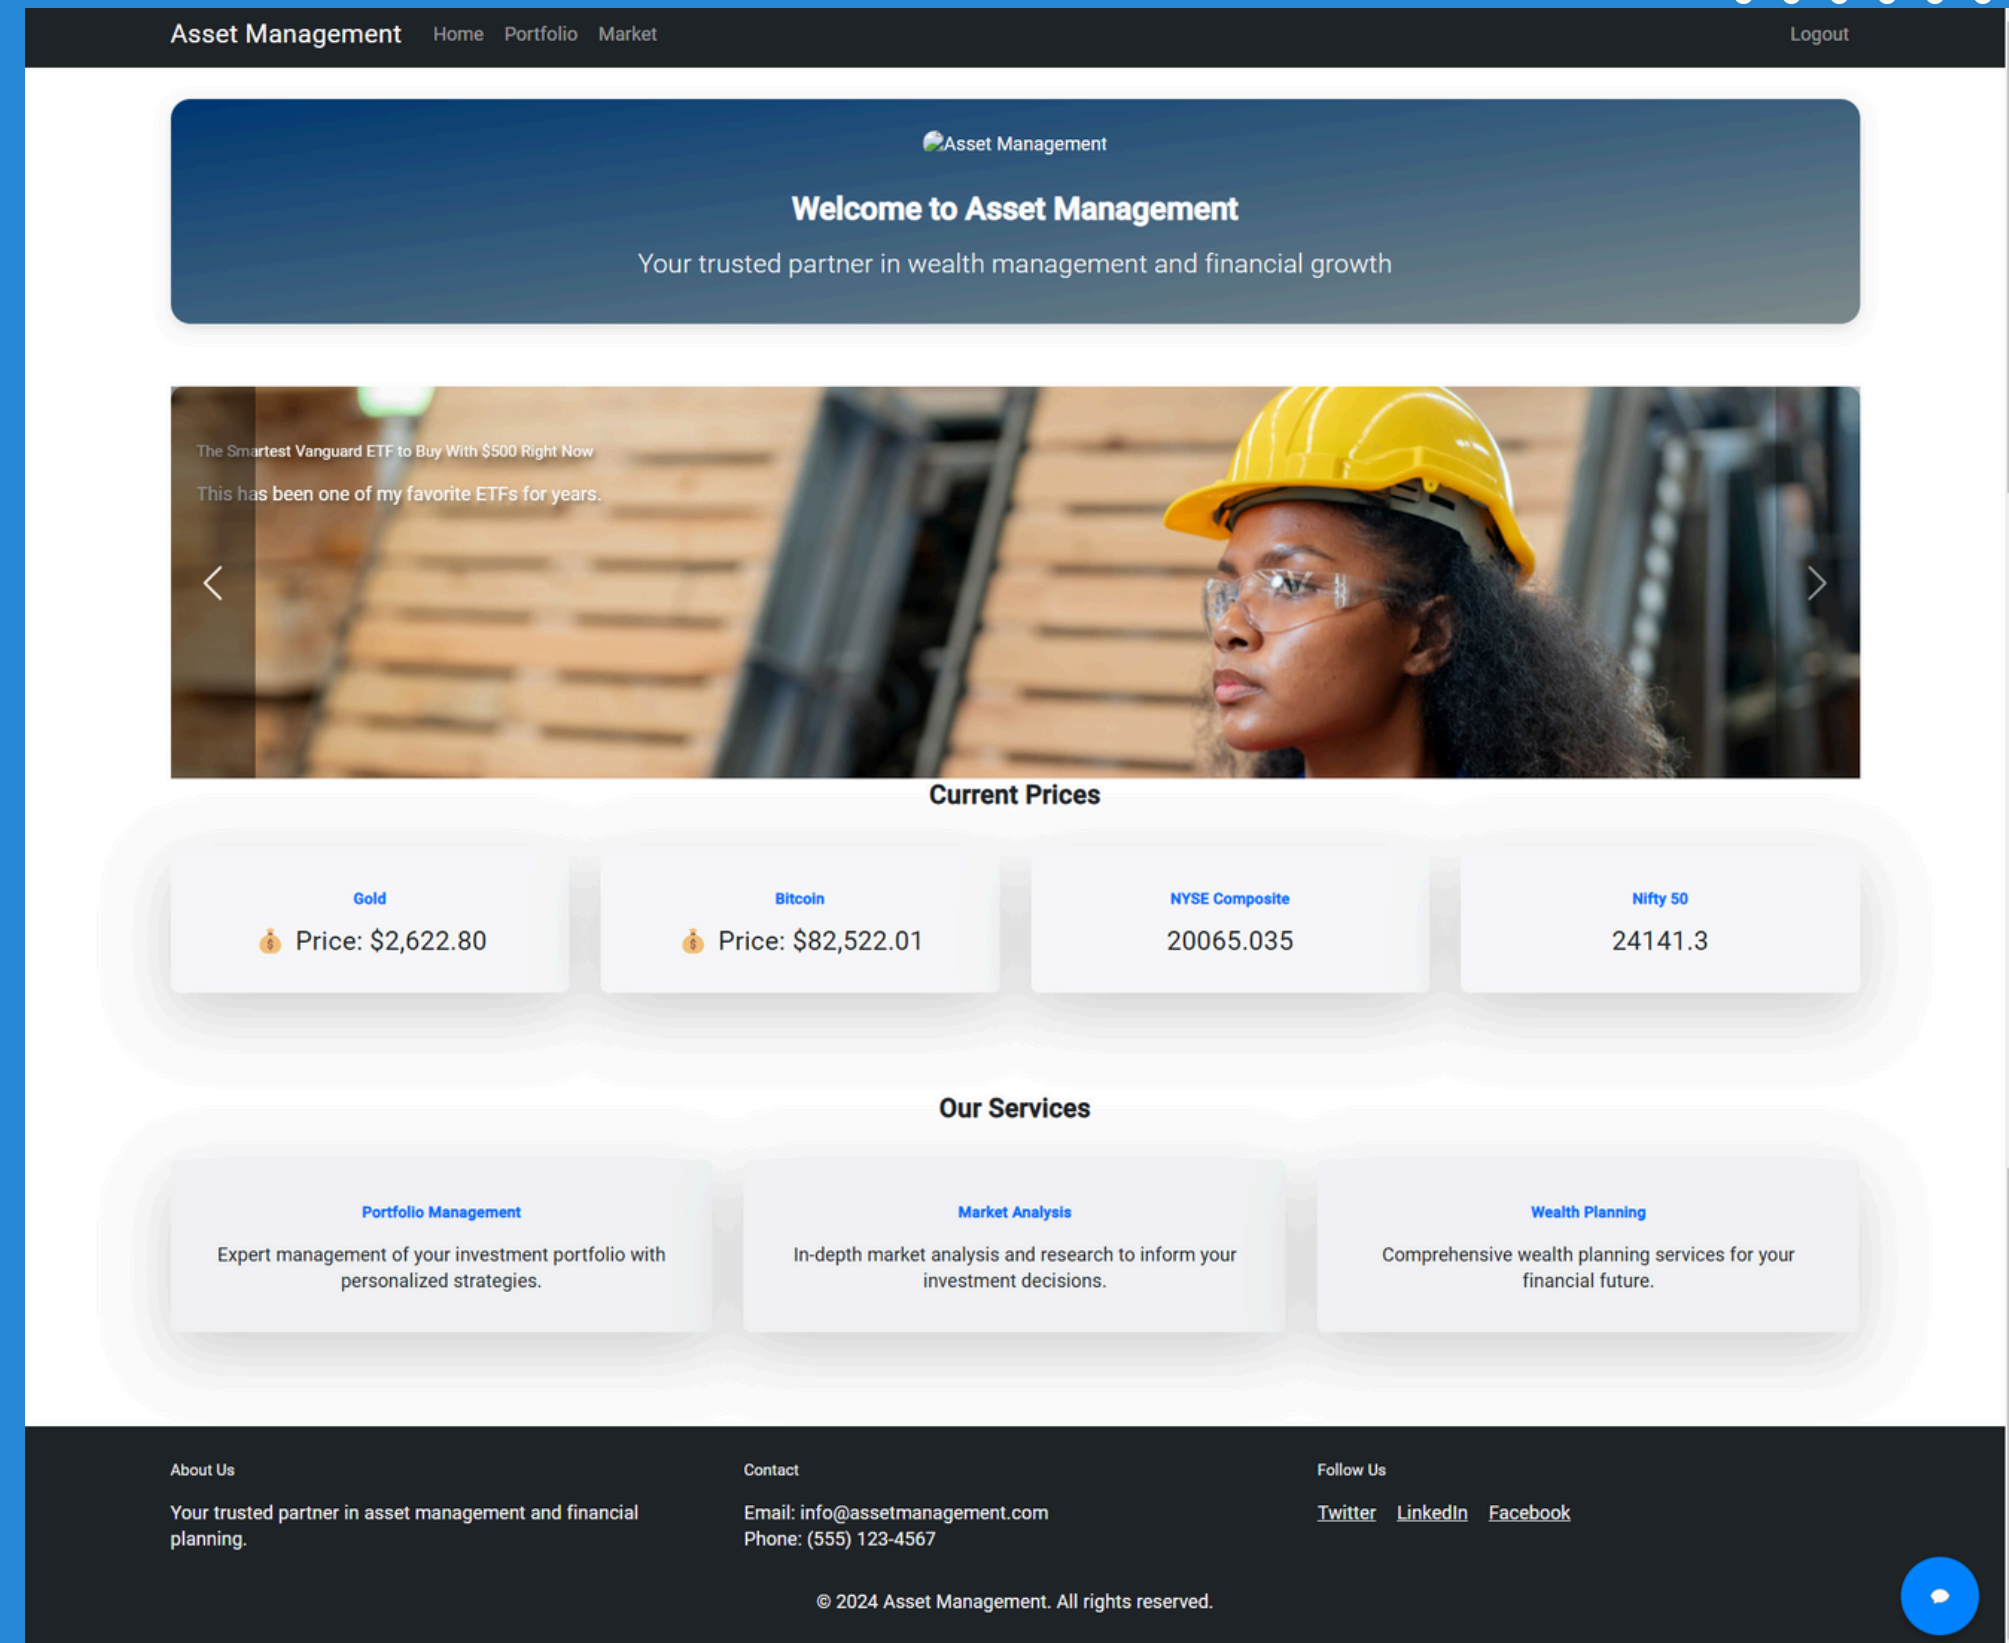 Asset Management Home Portfolio Market Logout
Asset Management
Welcome to Asset Management
Your trusted partner in wealth management and financial growth
The Smartest Vanguard ETF to Buy With $500 Right Now
This has been one of my favorite ETFs for years.
Current Prices
Gold
Price: $2,622.80
Bitcoin
Price: $82,522.01
NYSE Composite
20065.035
Nifty 50
24141.3
Our Services
Portfolio Management
Expert management of your investment portfolio with
personalized strategies.
Market Analysis
In-depth market analysis and research to inform your
investment decisions.
Wealth Planning
Comprehensive wealth planning services for your
financial future.
About Us
Your trusted partner in asset management and financial
planning.
Contact
Email: info@assetmanagement.com
Phone: (555) 123-4567
Follow Us
Twitter LinkedIn Facebook
© 2024 Asset Management. All rights reserved.